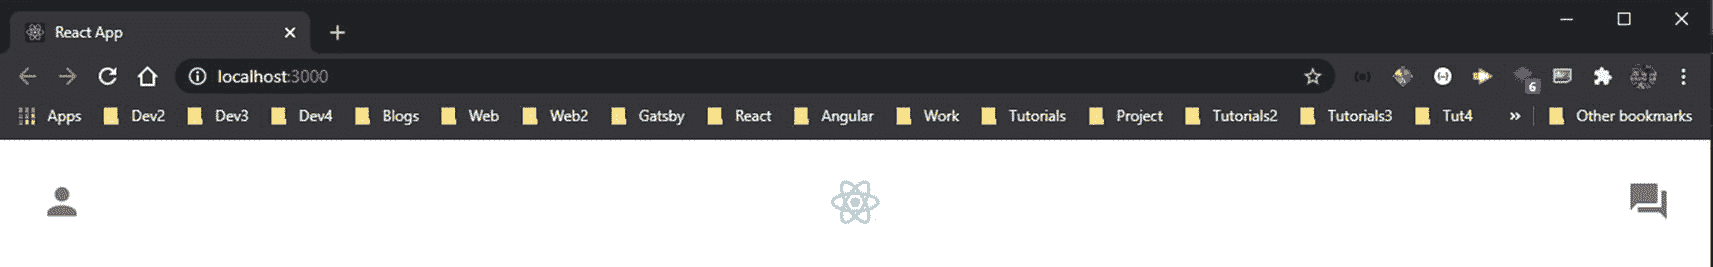 React App
localhost:3000
6
Apps Dev2 Dev3 Dev4 Blogs Web Web2 Gatsby React Angular Work Tutorials Project Tutorials2 Tutorials3 Tut4 » Other bookmarks